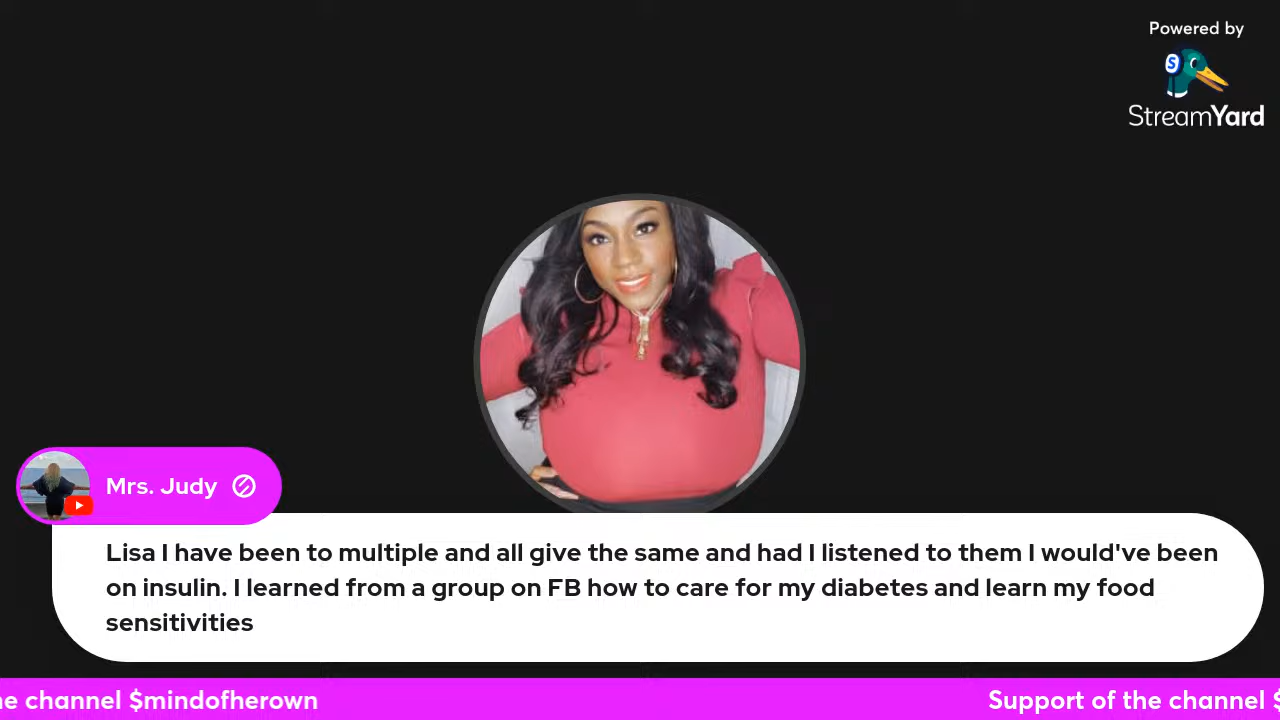 Powered by
StreamYard
Mrs. Judy
Lisa I have been to multiple and all give the same and had I listened to them I would've been
on insulin. I learned from a group on FB how to care for my diabetes and learn my food
sensitivities
he channel $mindofherown
Support of the channel $